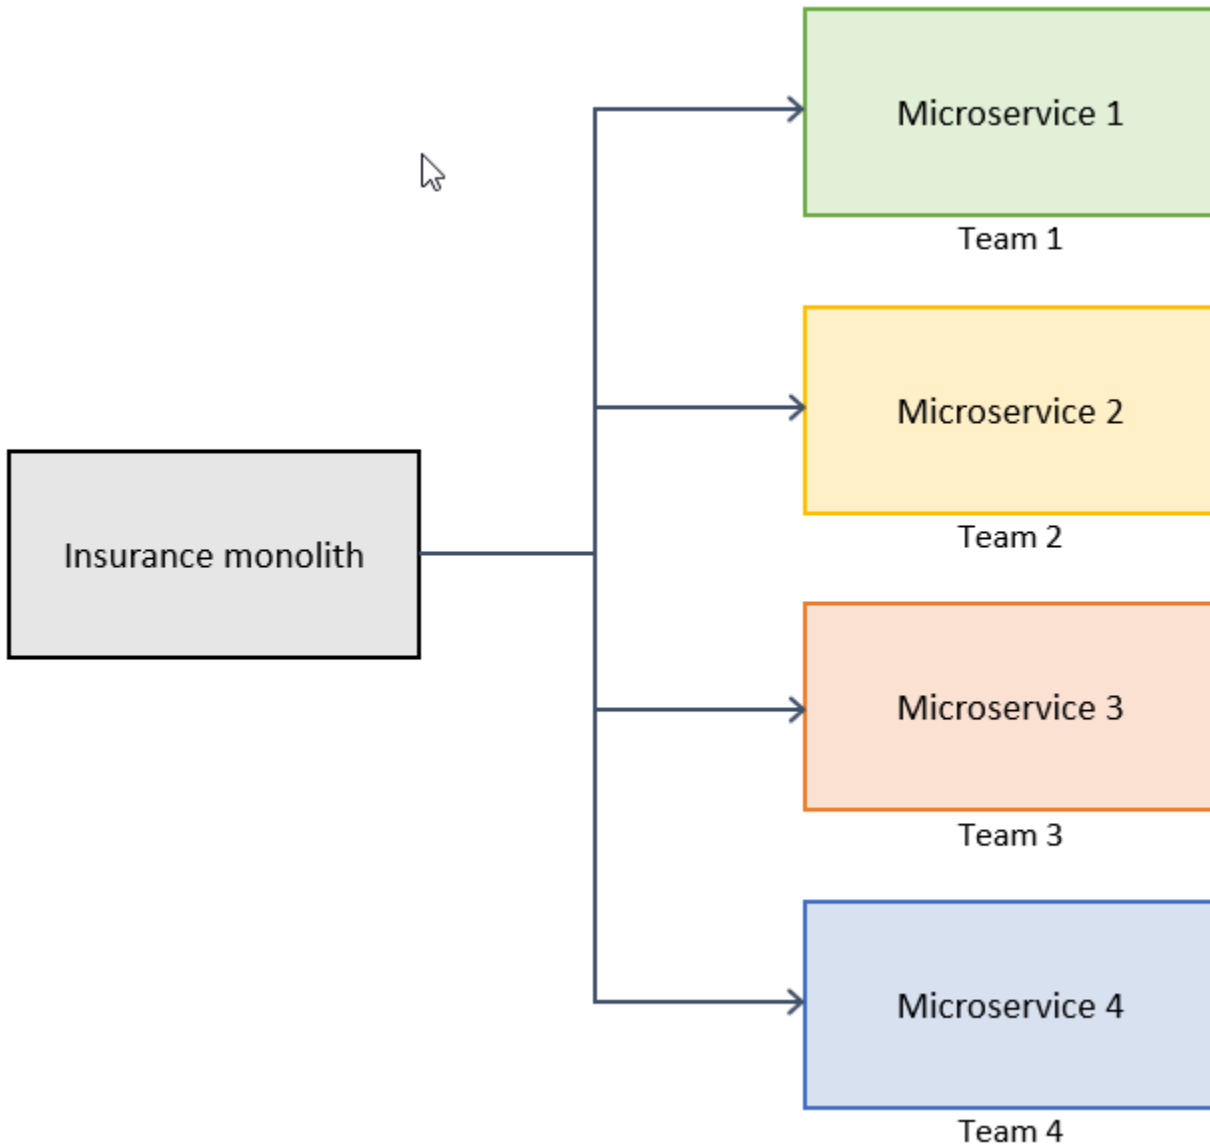 Microservice 1
Team 1
Microservice 2
Team 2
Insurance monolith
Microservice 3
Team 3
Microservice 4
Team 4